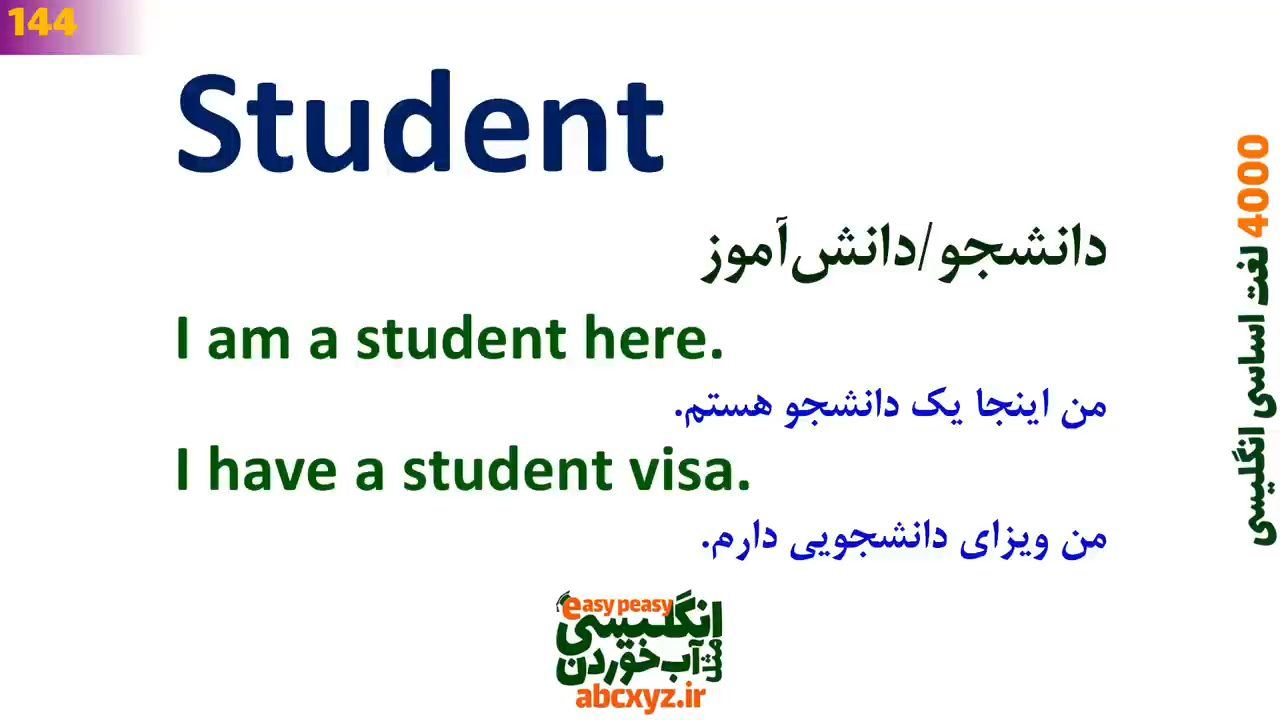 144
Student
دانشجو/دانش‌آموز
I am a student here.
من اینجا یک دانشجو هستم.
I have a student visa.
من ویزای دانشجویی دارم.
4000 لغت اساسی انگلیسی
easy peasy
انگلیسی
مثل آب خوردن
abcxyz.ir